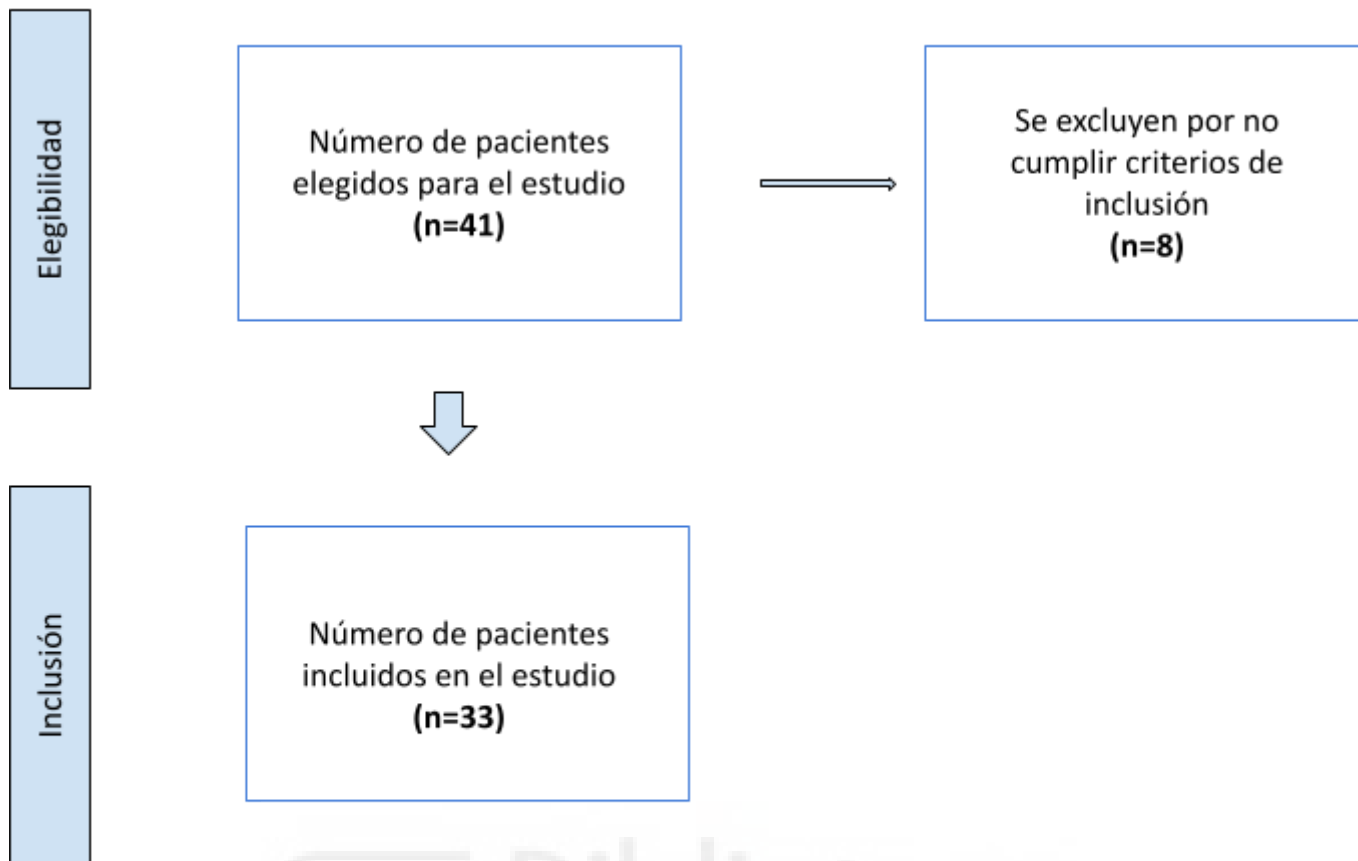 Elegibilidad
Número de pacientes
elegidos para el estudio
(n=41)
Se excluyen por no
cumplir criterios de
inclusión
(n=8)
Inclusión
Número de pacientes
incluidos en el estudio
(n=33)